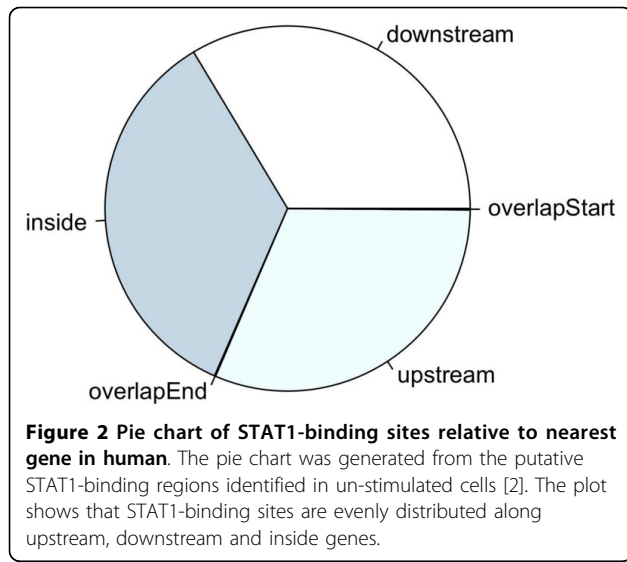 downstream
overlapStart
inside
overlapEnd
upstream
Figure 2 Pie chart of STAT1-binding sites relative to nearest
gene in human. The pie chart was generated from the putative
STAT1-binding regions identified in un-stimulated cells [2]. The plot
shows that STAT1-binding sites are evenly distributed along
upstream, downstream and inside genes.